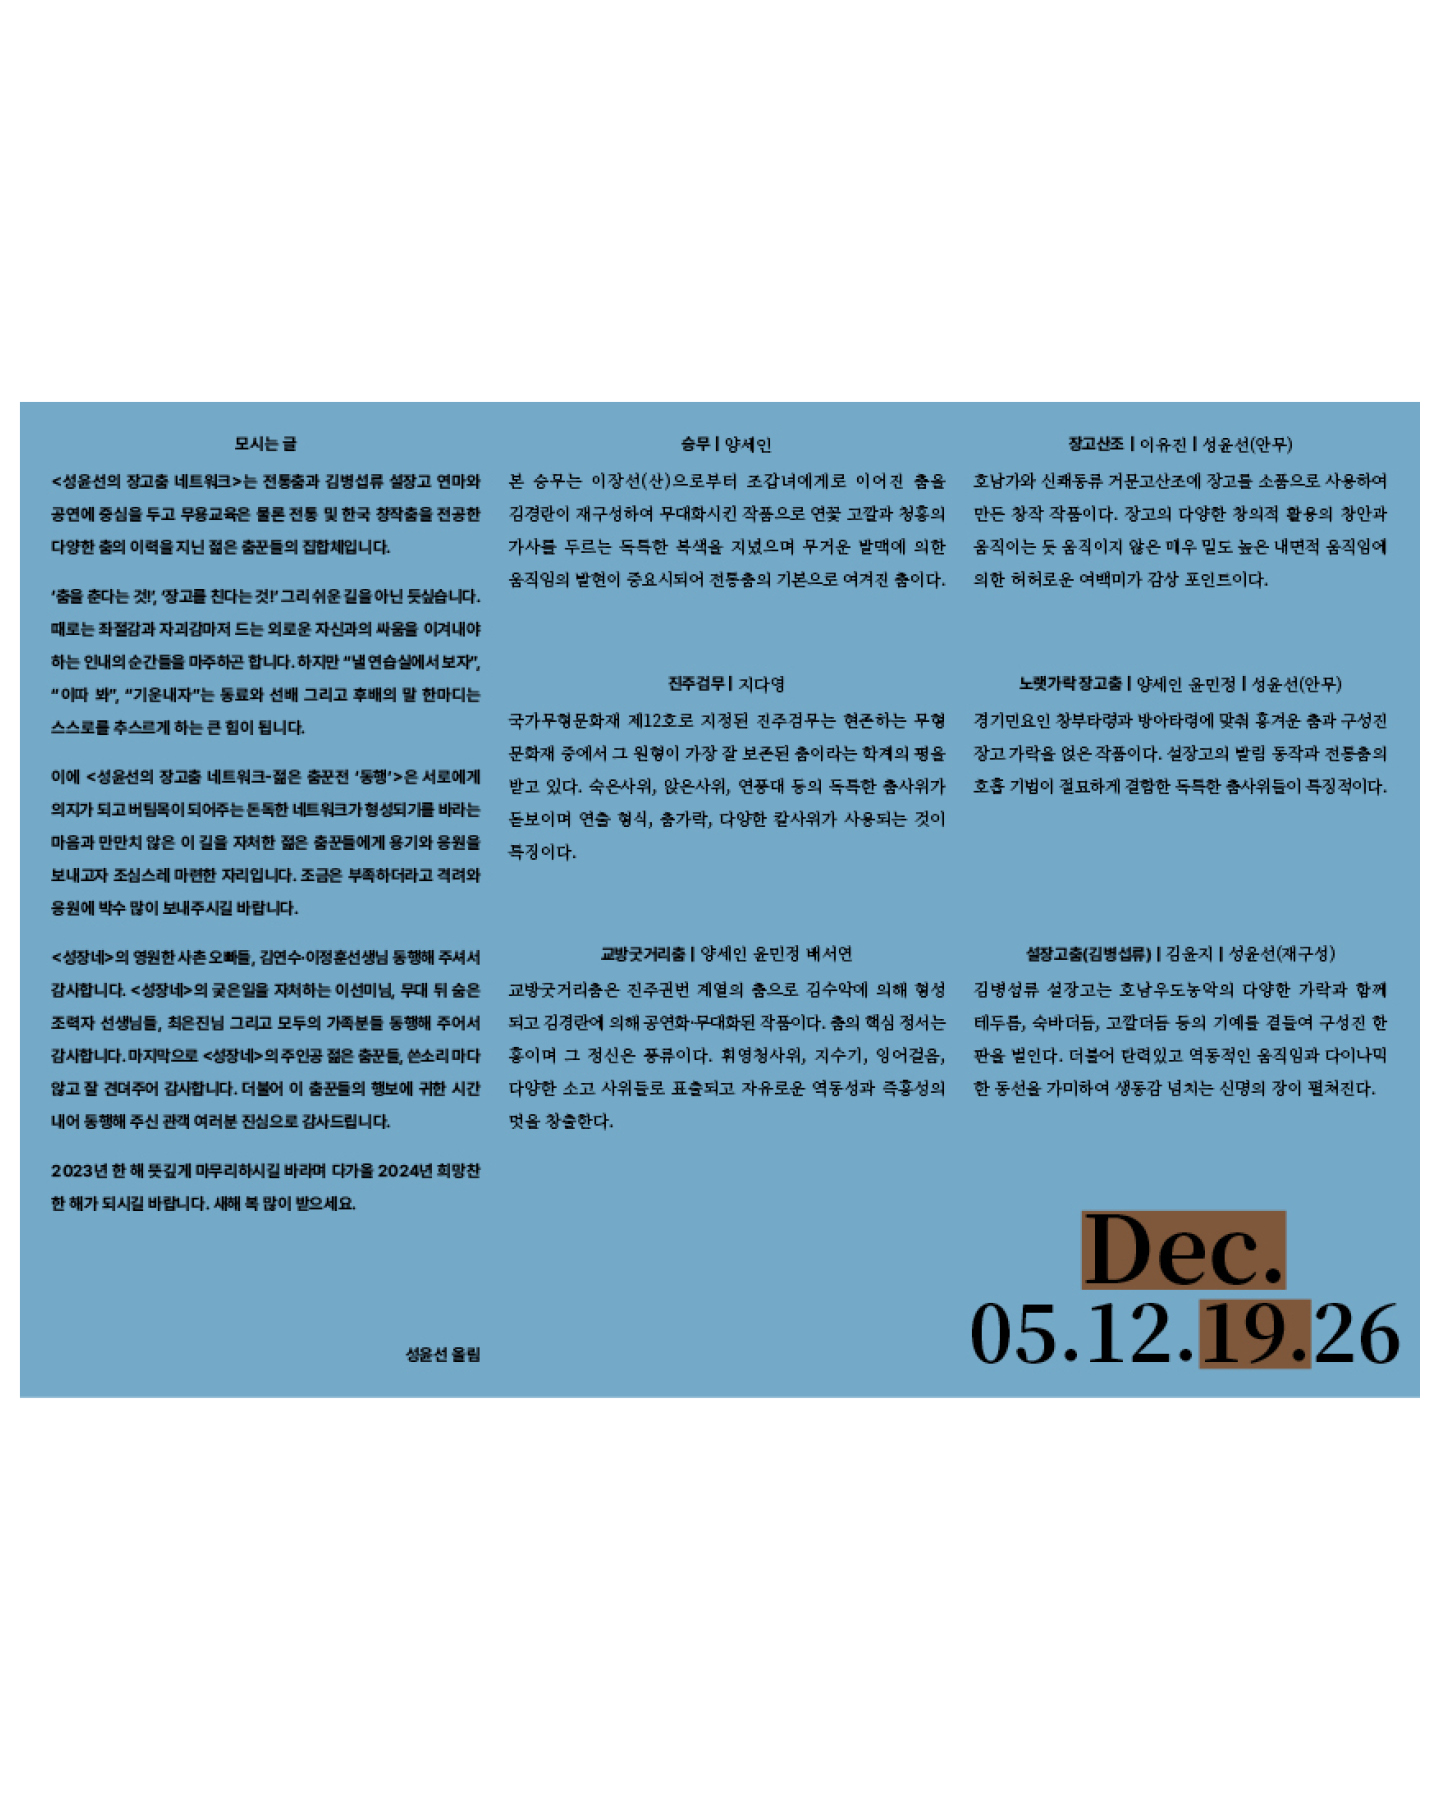 모시는 글
<성윤선의 장고춤 네트워크>는 전통춤과 김병섭류 설장고 연마와
공연에 중심을 두고 무용교육은 물론 전통 및 한국 창작춤을 전공한
다양한 춤의 이력을 지닌 젊은 춤꾼들의 집합체입니다.
‘춤을 춘다는 것!’, ‘장고를 친다는 것!’ 그리 쉬운 길을 아닌 듯싶습니다.
때로는 좌절감과 자괴감마저 드는 외로운 자신과의 싸움을 이겨내야
하는 인내의 순간들을 마주하곤 합니다. 하지만 “낼 연습실에서 보자”,
“이따 봐”, “기운내자”는 동료와 선배 그리고 후배의 말 한마디는
스스로를 추스르게 하는 큰 힘이 됩니다.
이에 <성윤선의 장고춤 네트워크-젊은 춤꾼전 ‘동행’>은 서로에게
의지가 되고 버팀목이 되어주는 돈독한 네트워크가 형성되기를 바라는
마음과 만만치 않은 이 길을 자처한 젊은 춤꾼들에게 용기와 응원을
보내고자 조심스레 마련한 자리입니다. 조금은 부족하더라고 격려와
응원에 박수 많이 보내주시길 바랍니다.
<성장네>의 영원한 사촌 오빠들, 김연수·이정훈선생님 동행해 주셔서
감사합니다. <성장네>의 궂은일을 자처하는 이선미님, 무대 뒤 숨은
조력자 선생님들, 최은진님 그리고 모두의 가족분들 동행해 주어서
감사합니다. 마지막으로 <성장네>의 주인공 젊은 춤꾼들, 쓴소리 마다
않고 잘 견뎌주어 감사합니다. 더불어 이 춤꾼들의 행보에 귀한 시간
내어 동행해 주신 관객 여러분 진심으로 감사드립니다.
2023년 한 해 뜻깊게 마무리하시길 바라며 다가올 2024년 희망찬
한 해가 되시길 바랍니다. 새해 복 많이 받으세요.
성윤선 올림
승무 | 양세인
본 승무는 이장선(산)으로부터 조갑녀에게로 이어진 춤을
김경란이 재구성하여 무대화시킨 작품으로 연꽃 고깔과 청홍의
가사를 두르는 독특한 복색을 지녔으며 무거운 발맥에 의한
움직임의 발현이 중요시되어 전통춤의 기본으로 여겨진 춤이다.
진주검무 | 지다영
국가무형문화재 제12호로 지정된 진주검무는 현존하는 무형
문화재 중에서 그 원형이 가장 잘 보존된 춤이라는 학계의 평을
받고 있다. 숙은사위, 앉은사위, 연풍대 등의 독특한 춤사위가
돋보이며 연출 형식, 춤가락, 다양한 칼사위가 사용되는 것이
특징이다.
교방굿거리춤 | 양세인 윤민정 배서연
교방굿거리춤은 진주권번 계열의 춤으로 김수악에 의해 형성
되고 김경란에 의해 공연화·무대화된 작품이다. 춤의 핵심 정서는
흥이며 그 정신은 풍류이다. 휘영청사위, 지수기, 잉어걸음,
다양한 소고 사위들로 표출되고 자유로운 역동성과 즉흥성의
멋을 창출한다.
장고산조 | 이유진 | 성윤선(안무)
호남가와 신쾌동류 거문고산조에 장고를 소품으로 사용하여
만든 창작 작품이다. 장고의 다양한 창의적 활용의 창안과
움직이는 듯 움직이지 않은 매우 밀도 높은 내면적 움직임에
의한 허허로운 여백미가 감상 포인트이다.
노랫가락 장고춤 | 양세인 윤민정 | 성윤선(안무)
경기민요인 창부타령과 방아타령에 맞춰 흥겨운 춤과 구성진
장고 가락을 얹은 작품이다. 설장고의 발림 동작과 전통춤의
호흡 기법이 절묘하게 결합한 독특한 춤사위들이 특징적이다.
설장고춤(김병섭류) | 김윤지 | 성윤선(재구성)
김병섭류 설장고는 호남우도농악의 다양한 가락과 함께
테두름, 숙바더듬, 고깔더듬 등의 기예를 곁들여 구성진 한
판을 벌인다. 더불어 탄력있고 역동적인 움직임과 다이나믹
한 동선을 가미하여 생동감 넘치는 신명의 장이 펼쳐진다.
Dec.
05.12.19.26